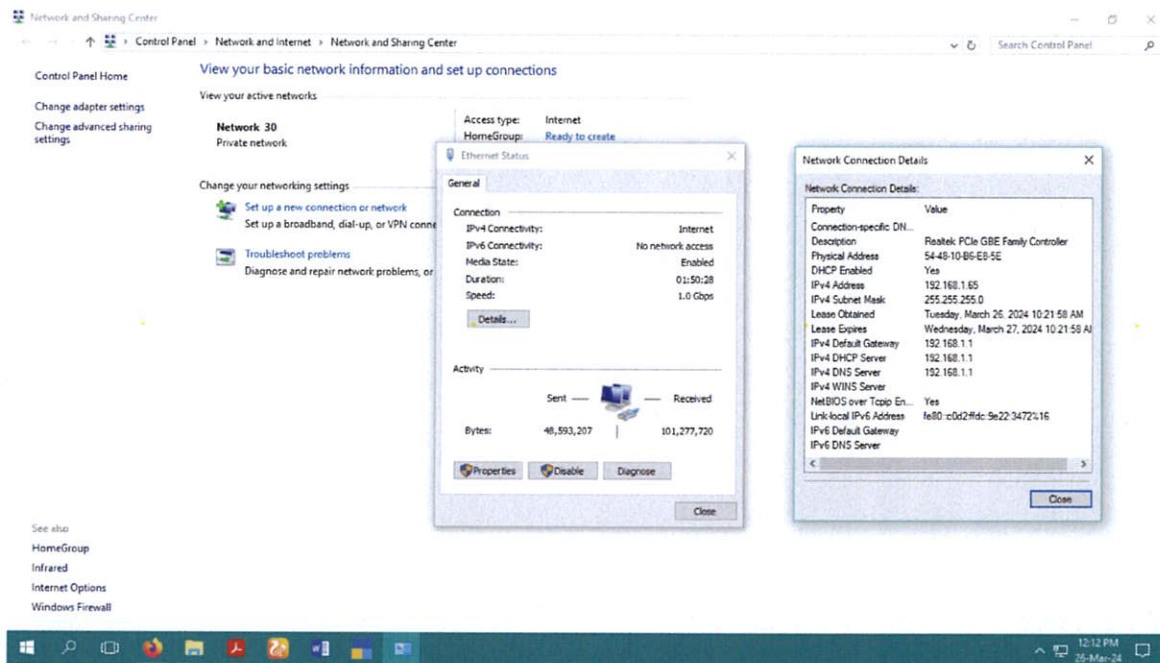 Network and Sharing Center
Control Panel > Network and Internet > Network and Sharing Center
Search Control Panel
Control Panel Home
Change adapter settings
Change advanced sharing
settings
View your basic network information and set up connections
View your active networks
Network 30
Private network
Access type: Internet
HomeGroup: Ready to create
Change your networking settings
Set up a new connection or network
Set up a broadband, dial-up, or VPN conne
Troubleshoot problems
Diagnose and repair network problems, or
See also
HomeGroup
Infrared
Internet Options
Windows Firewall
Ethernet Status
General
Connection
IPv4 Connectivity: Internet
IPv6 Connectivity: No network access
Media State: Enabled
Duration: 01:50:28
Speed: 1.0 Gbps
Details...
Activity
Sent — — Received
Bytes: 48,593,207 | 101,277,720
Properties Disable Diagnose
Close
Network Connection Details
Network Connection Details:
Property Value
Connection-specific DN...
Description Realtek PCIe GBE Family Controller
Physical Address 54-48-10-B6-E8-5E
DHCP Enabled Yes
IPv4 Address 192.168.1.65
IPv4 Subnet Mask 255.255.255.0
Lease Obtained Tuesday, March 26, 2024 10:21:58 AM
Lease Expires Wednesday, March 27, 2024 10:21:58 AI
IPv4 Default Gateway 192.168.1.1
IPv4 DHCP Server 192.168.1.1
IPv4 DNS Server 192.168.1.1
IPv4 WINS Server
NetBIOS over Tcpip En... Yes
Link-local IPv6 Address fe80::c0d2:ffdc:9e22:3472%16
IPv6 Default Gateway
IPv6 DNS Server
Close
12:12 PM
26-Mar-24